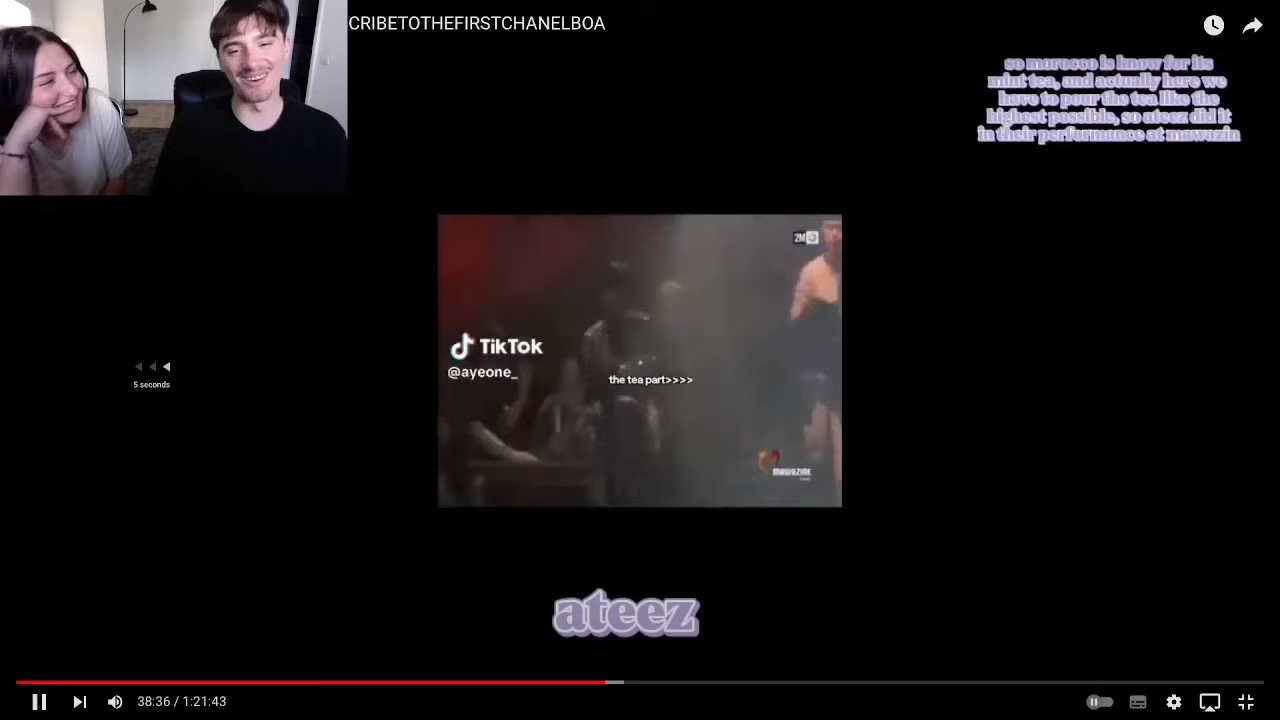 CRIBETOTHEFIRSTCHANELBOA
so morocco is know for its
mint tea, and actually here we
have to pour the tea like the
highest possible, so ateez did it
in their performance at mawazin
2M
TikTok
@ayeone_
the tea part>>>>
5 seconds
mawazine
ateez
38:36 / 1:21:43